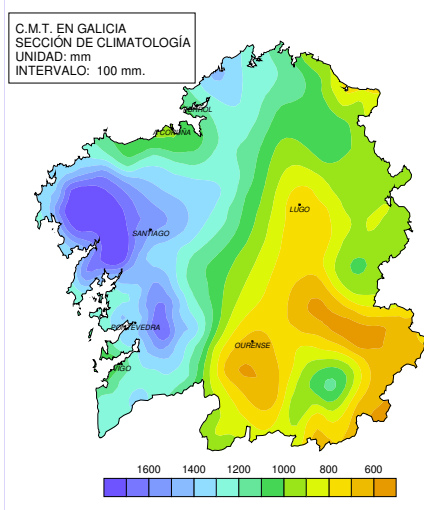 C.M.T. EN GALICIA
SECCIÓN DE CLIMATOLOGÍA
UNIDAD: mm
INTERVALO: 100 mm.
FERROL
A CORUÑA
LUGO
SANTIAGO
PONTEVEDRA
OURENSE
VIGO
1600 1400 1200 1000 800 600